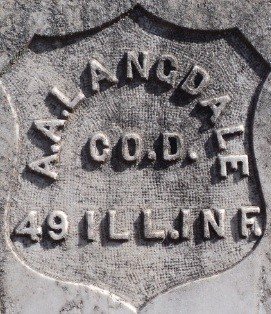 A.A. LANGDALE
CO. D.
49 ILL. INF.